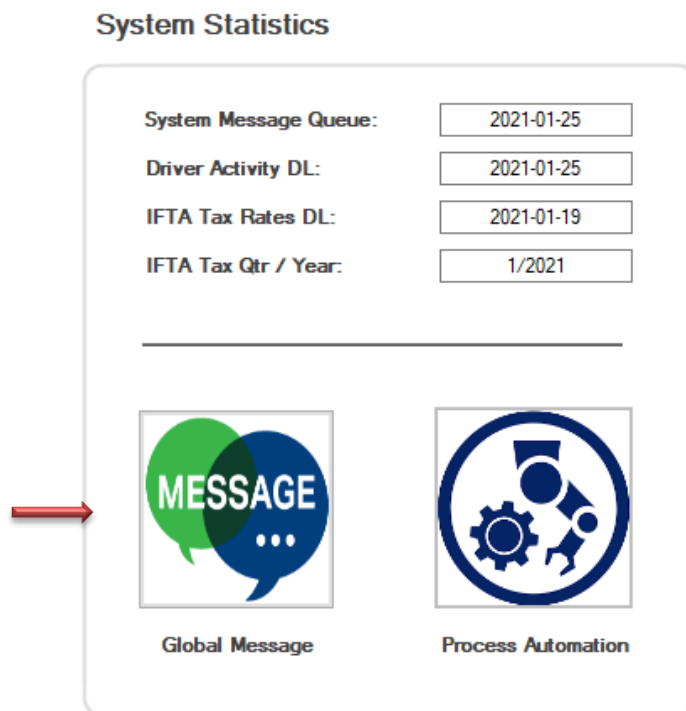 System Statistics
System Message Queue: 2021-01-25
Driver Activity DL: 2021-01-25
IFTA Tax Rates DL: 2021-01-19
IFTA Tax Qtr / Year: 1/2021
MESSAGE
...
Global Message
Process Automation